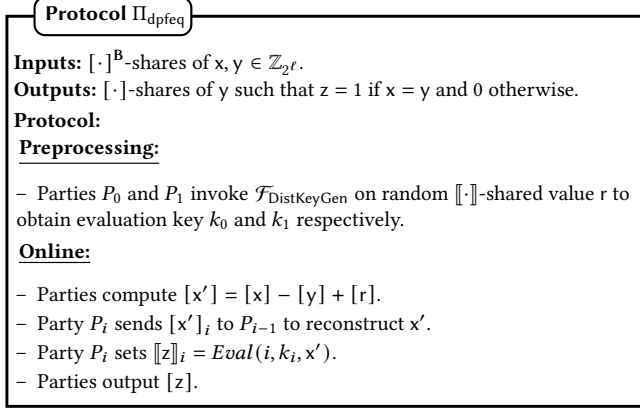 Protocol Π_dpfeq
Inputs: [·]^B-shares of x, y ∈ ℤ_{2^ℓ}.
Outputs: [·]-shares of y such that z = 1 if x = y and 0 otherwise.
Protocol:
Preprocessing:
– Parties P_0 and P_1 invoke ℱ_DistKeyGen on random ⟦·⟧-shared value r to
obtain evaluation key k_0 and k_1 respectively.
Online:
– Parties compute [x′] = [x] − [y] + [r].
– Party P_i sends [x′]_i to P_{i−1} to reconstruct x′.
– Party P_i sets ⟦z⟧_i = Eval(i, k_i, x′).
– Parties output [z].